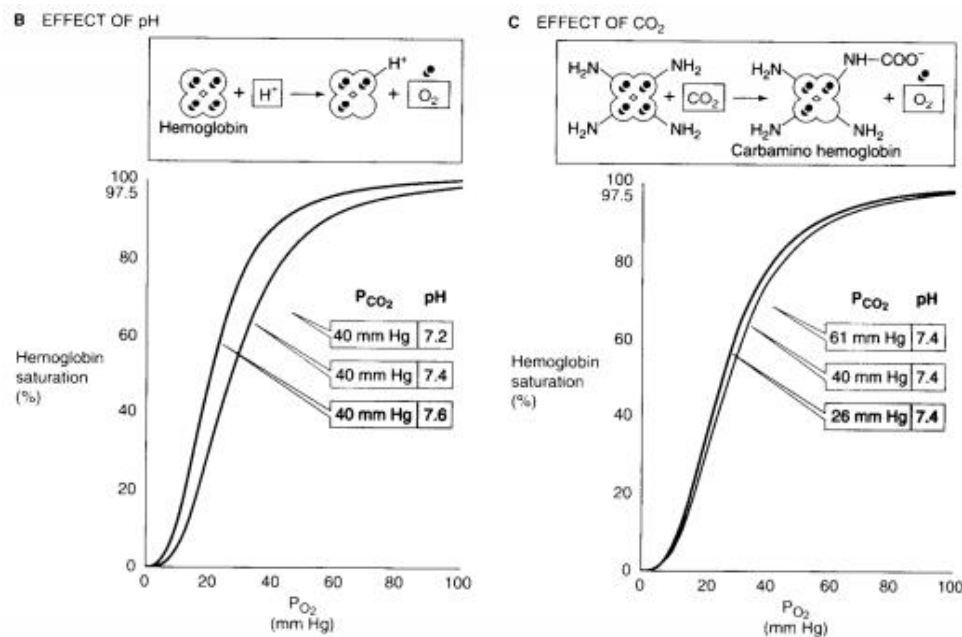 B EFFECT OF pH
Hemoglobin
+ H⁺
H⁺
+ O₂
100
97.5
80
60
40
20
0
Hemoglobin
saturation
(%)
P_CO₂ pH
40 mm Hg 7.2
40 mm Hg 7.4
40 mm Hg 7.6
0 20 40 60 80 100
P_O₂
(mm Hg)
C EFFECT OF CO₂
H₂N NH₂
+ CO₂
H₂N NH₂
H₂N NH–COO⁻
+ O₂
H₂N NH₂
Carbamino hemoglobin
100
97.5
80
60
40
20
0
Hemoglobin
saturation
(%)
P_CO₂ pH
61 mm Hg 7.4
40 mm Hg 7.4
26 mm Hg 7.4
0 20 40 60 80 100
P_O₂
(mm Hg)